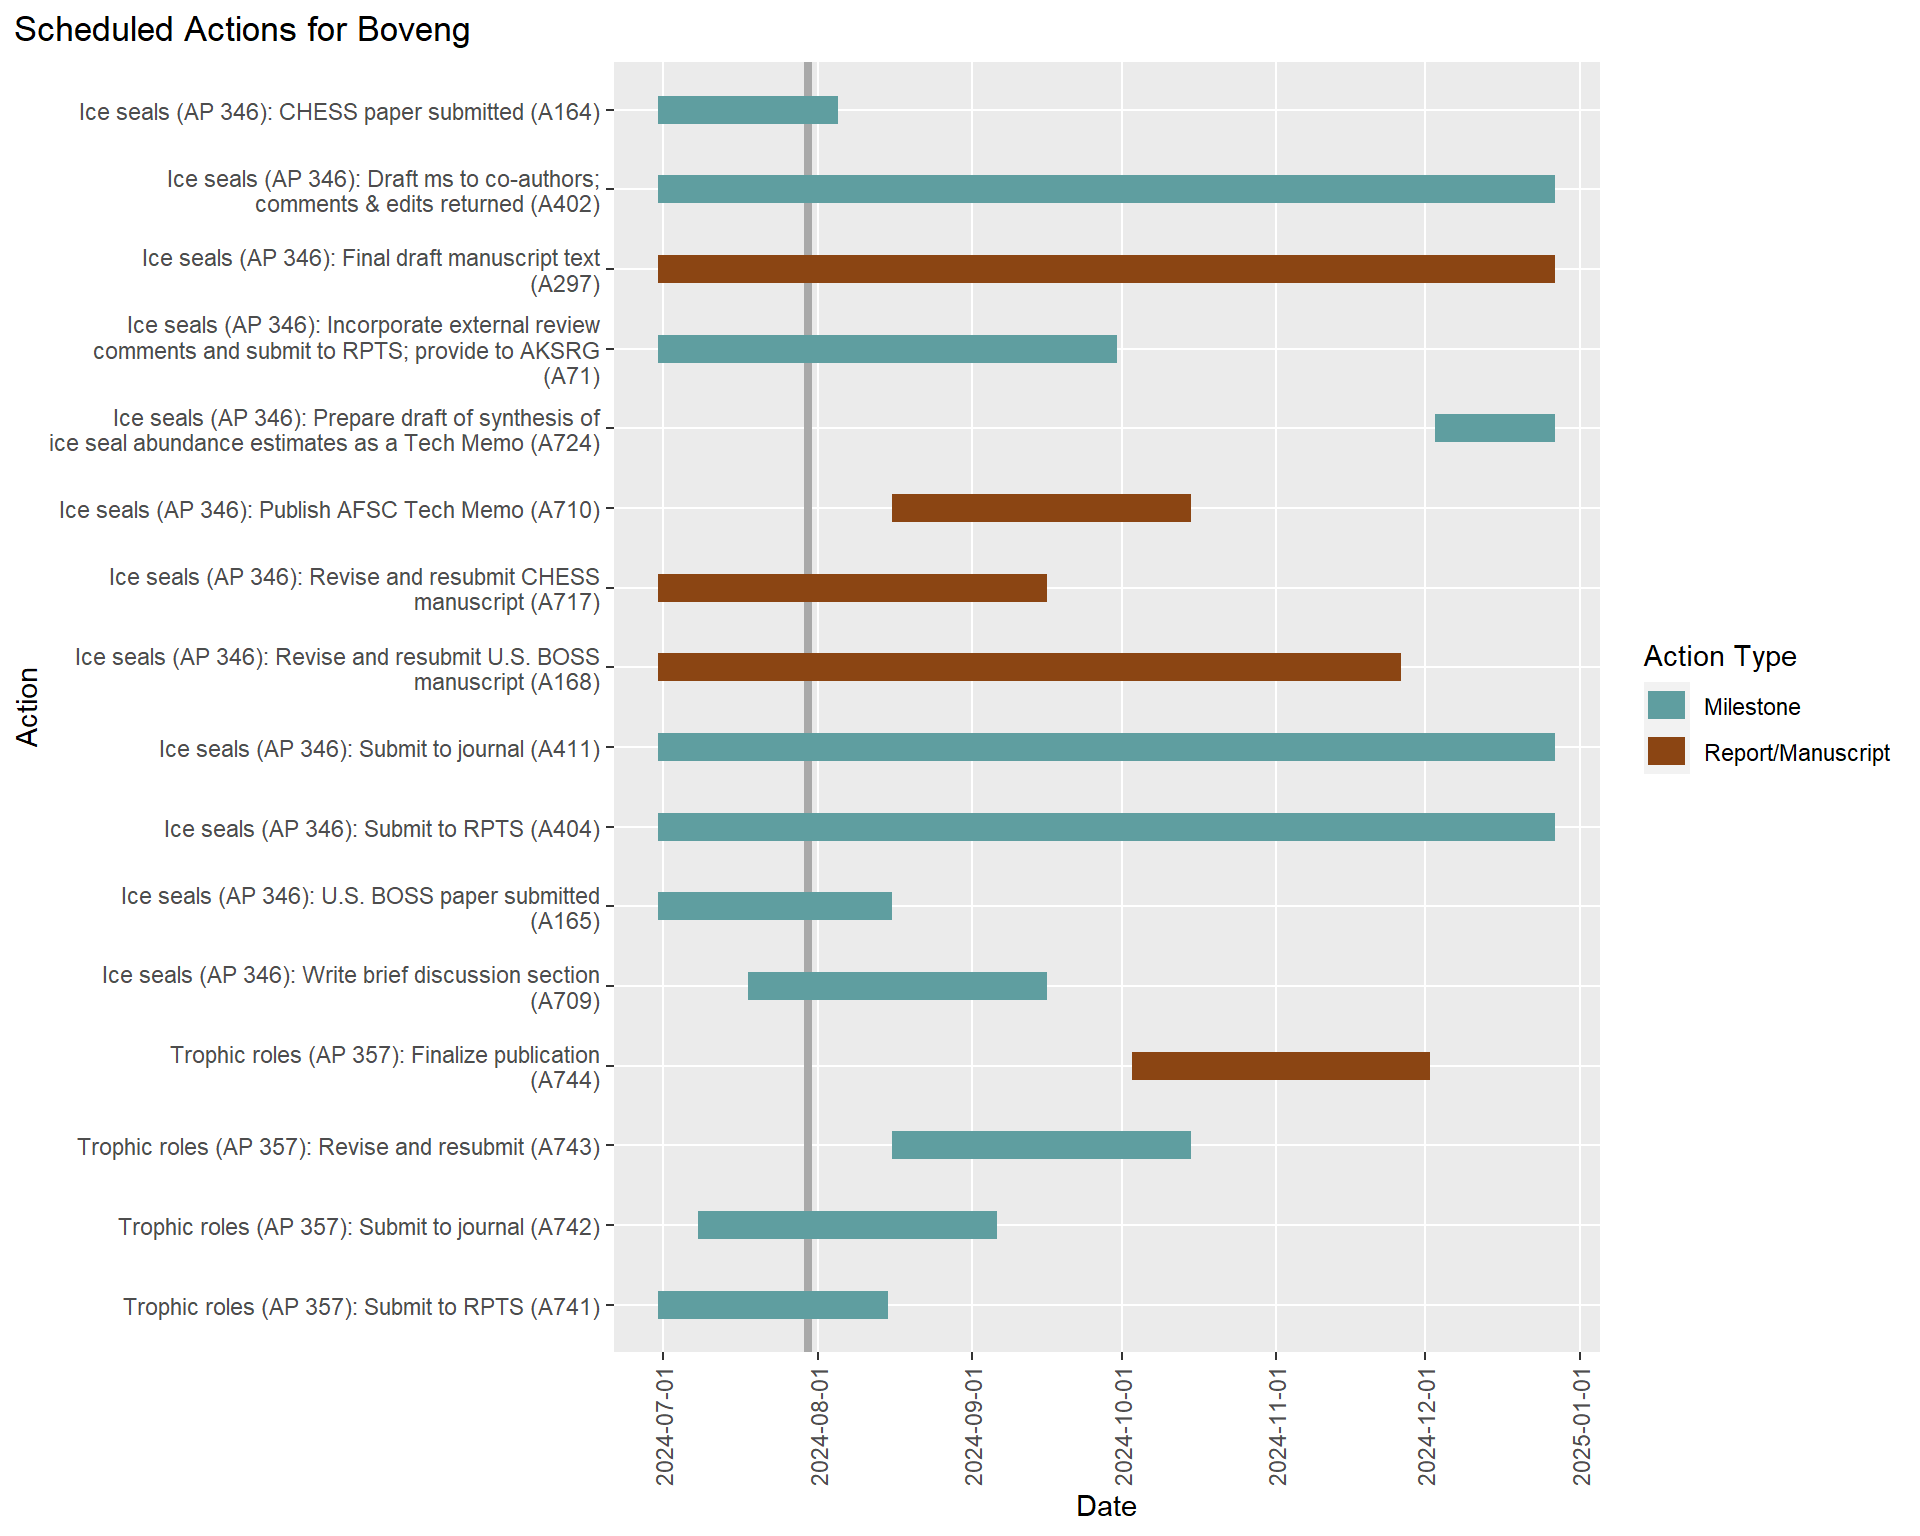 Scheduled Actions for Boveng
Ice seals (AP 346): CHESS paper submitted (A164)
Ice seals (AP 346): Draft ms to co-authors;
comments & edits returned (A402)
Ice seals (AP 346): Final draft manuscript text
(A297)
Ice seals (AP 346): Incorporate external review
comments and submit to RPTS; provide to AKSRG
(A71)
Ice seals (AP 346): Prepare draft of synthesis of
ice seal abundance estimates as a Tech Memo (A724)
Ice seals (AP 346): Publish AFSC Tech Memo (A710)
Ice seals (AP 346): Revise and resubmit CHESS
manuscript (A717)
Ice seals (AP 346): Revise and resubmit U.S. BOSS
manuscript (A168)
Ice seals (AP 346): Submit to journal (A411)
Ice seals (AP 346): Submit to RPTS (A404)
Ice seals (AP 346): U.S. BOSS paper submitted
(A165)
Ice seals (AP 346): Write brief discussion section
(A709)
Trophic roles (AP 357): Finalize publication
(A744)
Trophic roles (AP 357): Revise and resubmit (A743)
Trophic roles (AP 357): Submit to journal (A742)
Trophic roles (AP 357): Submit to RPTS (A741)
Action
2024-07-01
2024-08-01
2024-09-01
2024-10-01
2024-11-01
2024-12-01
2025-01-01
Date
Action Type
Milestone
Report/Manuscript